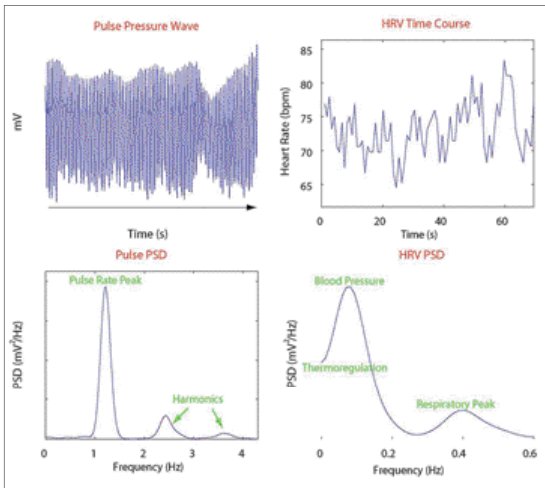 Pulse Pressure Wave
mV
Time (s)
HRV Time Course
Heart Rate (bpm)
85
80
75
70
65
0 20 40 60
Time (s)
Pulse PSD
Pulse Rate Peak
Harmonics
PSD (mV²/Hz)
0 1 2 3 4
Frequency (Hz)
HRV PSD
Blood Pressure
Thermoregulation
Respiratory Peak
PSD (mV²/Hz)
0 0.2 0.4 0.6
Frequency (Hz)